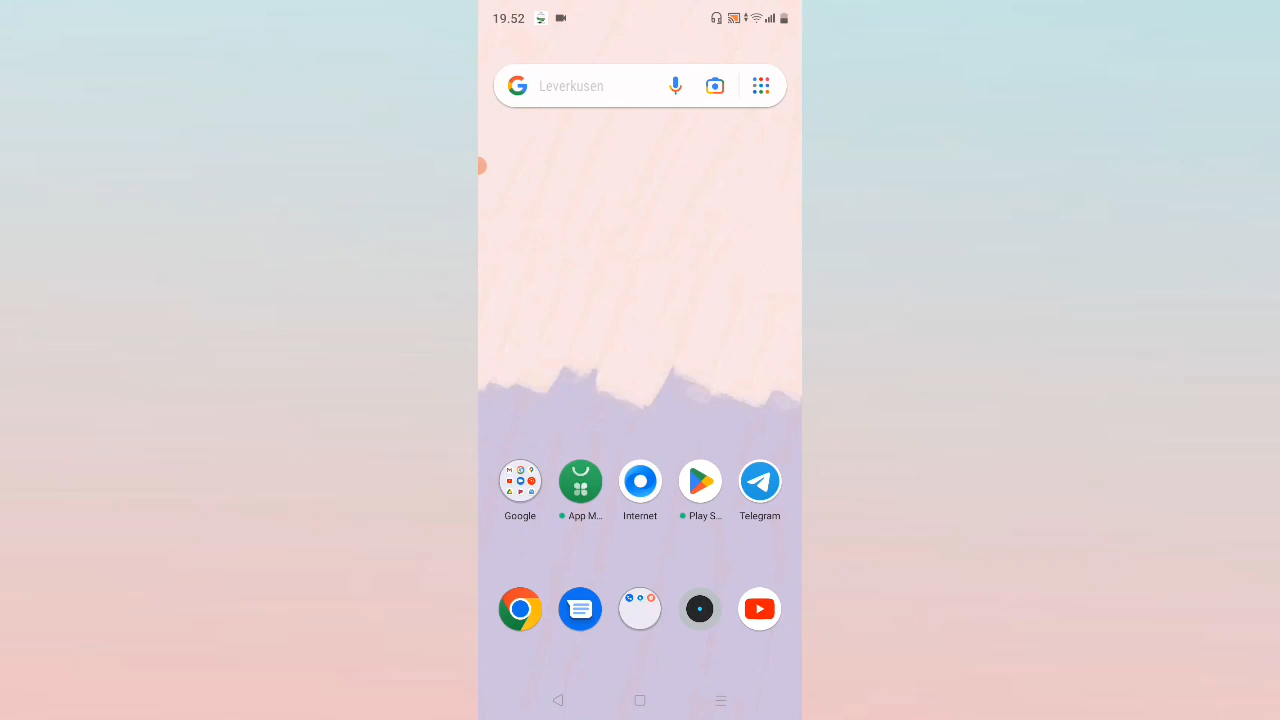 19.52
Leverkusen
Google
App M...
Internet
Play S...
Telegram